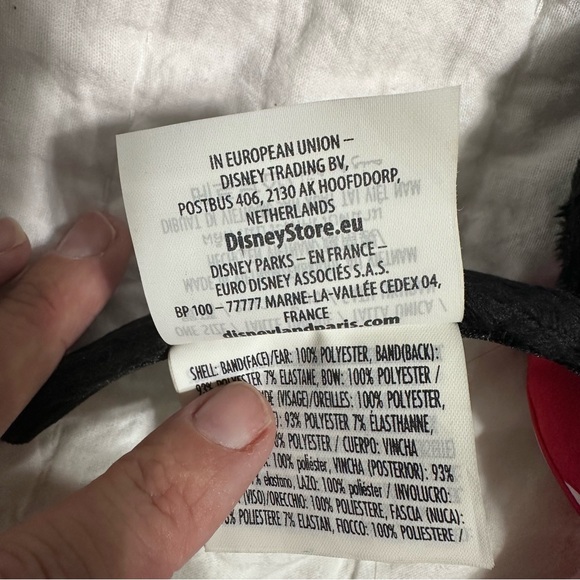 IN EUROPEAN UNION –
DISNEY TRADING BV,
POSTBUS 406, 2130 AK HOOFDDORP,
NETHERLANDS
DisneyStore.eu
DISNEY PARKS – EN FRANCE –
EURO DISNEY ASSOCIÉS S.A.S.
BP 100 – 77777 MARNE-LA-VALLÉE CEDEX 04,
FRANCE
disneylandparis.com
SHELL: BAND(FACE)/EAR: 100% POLYESTER, BAND(BACK):
93% POLYESTER 7% ELASTANE, BOW: 100% POLYESTER /
(VISAGE)/OREILLES: 100% POLYESTER,
93% POLYESTER 7% ÉLASTHANNE,
POLYESTER / CUERPO: VINCHA
100% poliéster, VINCHA (POSTERIOR): 93%
elastano, LAZO: 100% poliéster / INVOLUCRO:
(VISO)/ORECCHIO: 100% POLIESTERE, FASCIA (NUCA):
POLIESTERE 7% ELASTAN, FIOCCO: 100% POLIESTERE /